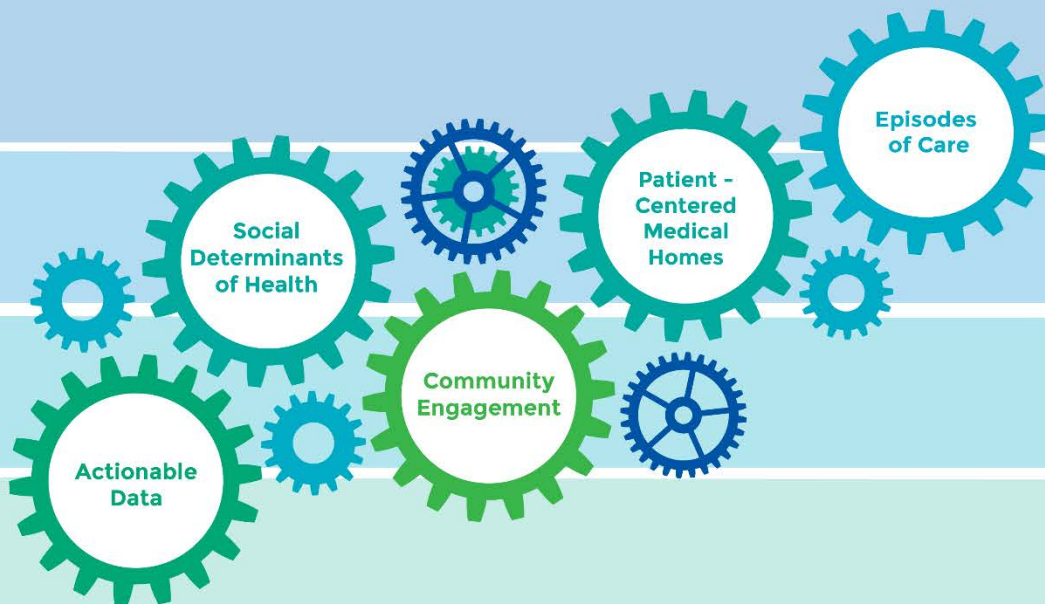 Episodes
of Care
Patient -
Centered
Medical
Homes
Social
Determinants
of Health
Community
Engagement
Actionable
Data